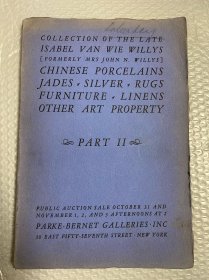 COLLECTION OF THE LATE
ISABEL VAN WIE WILLYS
[FORMERLY MRS JOHN N. WILLYS]
CHINESE PORCELAINS
JADES · SILVER · RUGS
FURNITURE · LINENS
OTHER ART PROPERTY
PART II
PUBLIC AUCTION SALE OCTOBER 31 AND
NOVEMBER 1, 2, AND 3 AFTERNOONS AT 2
PARKE-BERNET GALLERIES · INC
30 EAST FIFTY-SEVENTH STREET · NEW YORK